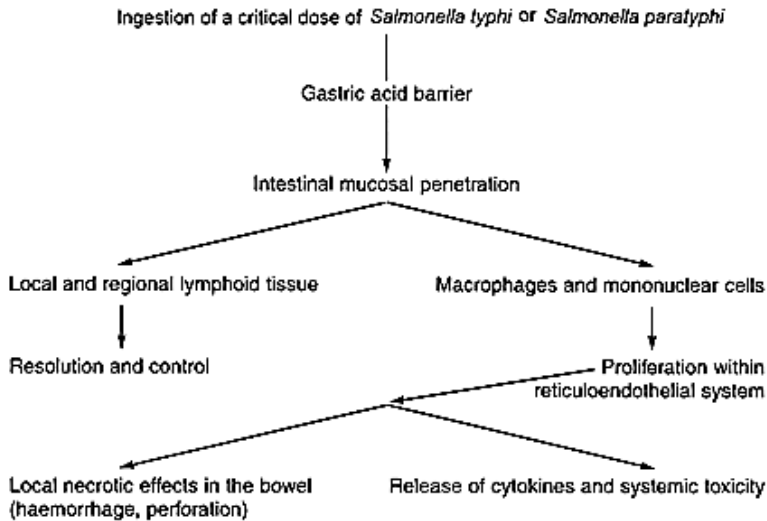 Ingestion of a critical dose of Salmonella typhi or Salmonella paratyphi
Gastric acid barrier
Intestinal mucosal penetration
Local and regional lymphoid tissue
Macrophages and mononuclear cells
Resolution and control
Proliferation within
reticuloendothelial system
Local necrotic effects in the bowel
(haemorrhage, perforation)
Release of cytokines and systemic toxicity